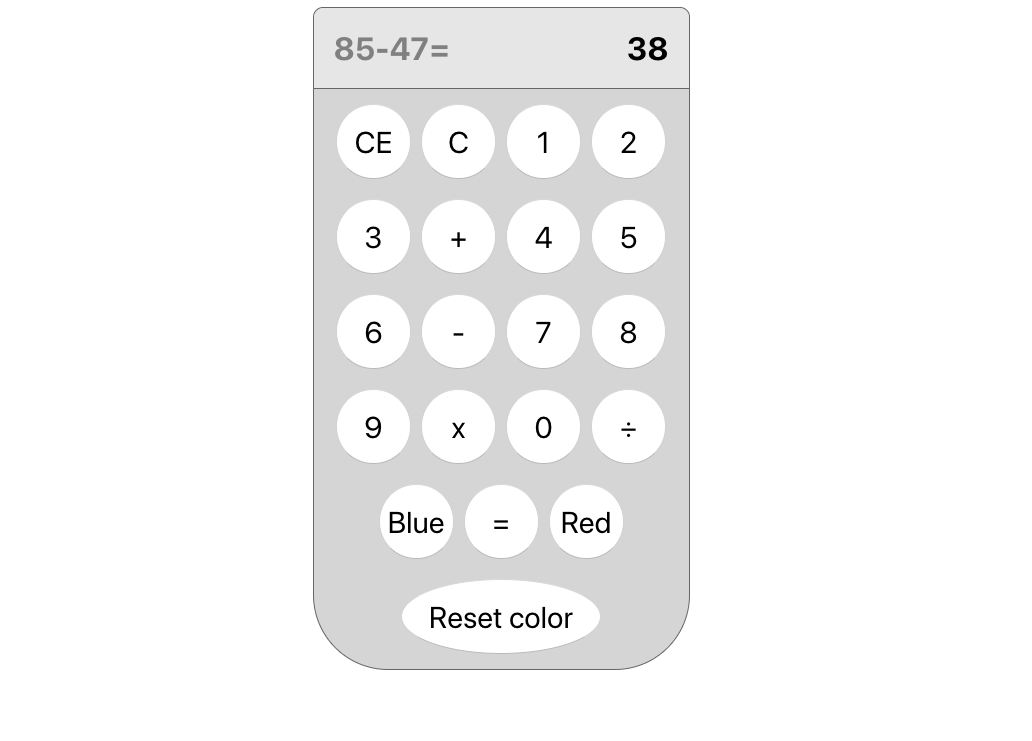 85-47= 38
CE C 1 2
3 + 4 5
6 - 7 8
9 x 0 ÷
Blue = Red
Reset color